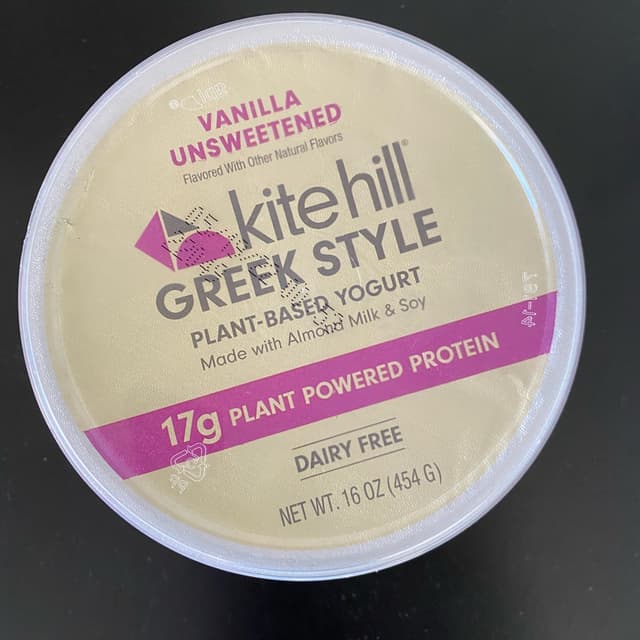 VANILLA
UNSWEETENED
Flavored With Other Natural Flavors
kite hill®
GREEK STYLE
PLANT-BASED YOGURT
Made with Almond Milk & Soy
17g PLANT POWERED PROTEIN
DAIRY FREE
NET WT. 16 OZ (454 G)